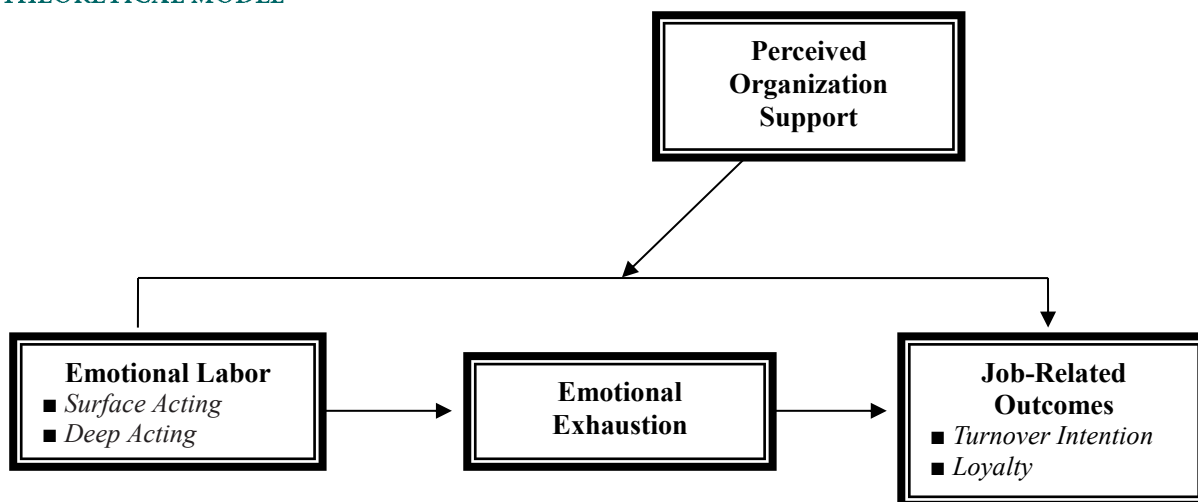 THEORETICAL MODEL
Perceived
Organization
Support
Emotional Labor
■ Surface Acting
■ Deep Acting
Emotional
Exhaustion
Job-Related
Outcomes
■ Turnover Intention
■ Loyalty